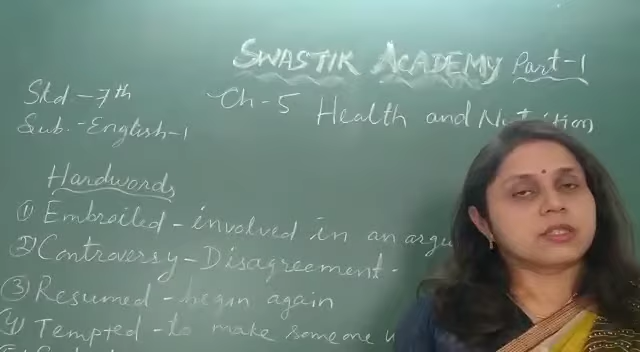 SWASTIK ACADEMY Part-1
Std - 7th
Ch-5 Health and Nutrition
Sub. - English-1
Hardwords
① Embroiled - involved in an argu
② Controversy - Disagreement -
③ Resumed - begin again
④ Tempted - to make someone